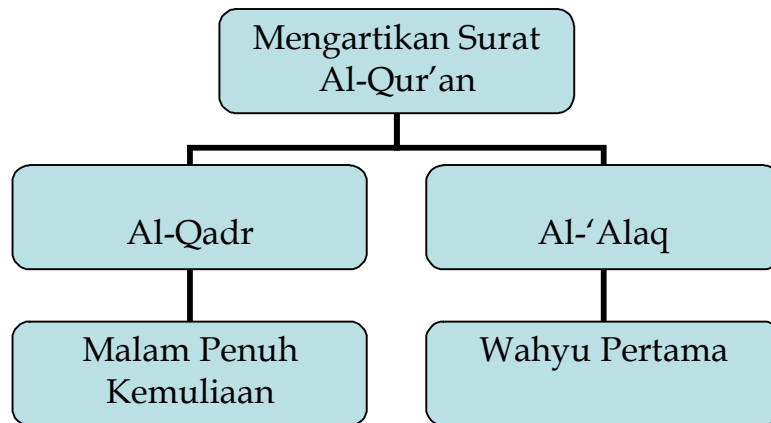 Mengartikan Surat
Al-Qur’an
Al-Qadr
Al-‘Alaq
Malam Penuh
Kemuliaan
Wahyu Pertama